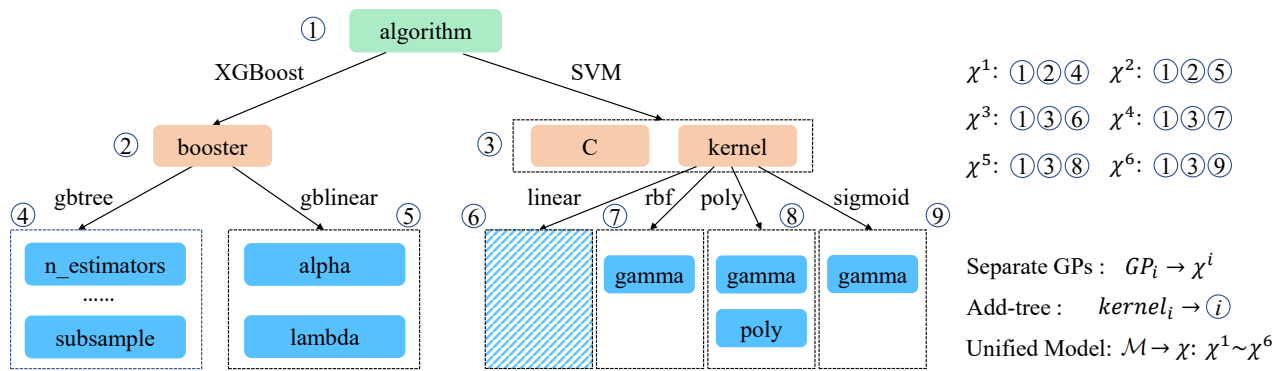 ① algorithm
XGBoost SVM
② booster ③ C kernel
gbtree gblinear linear rbf poly sigmoid
④ ⑤ ⑥ ⑦ ⑧ ⑨
n_estimators alpha gamma gamma gamma
......
subsample lambda poly
χ¹: ①②④ χ²: ①②⑤
χ³: ①③⑥ χ⁴: ①③⑦
χ⁵: ①③⑧ χ⁶: ①③⑨
Separate GPs : GPᵢ → χⁱ
Add-tree : kernelᵢ → ⓘ
Unified Model: ℳ → χ: χ¹~χ⁶